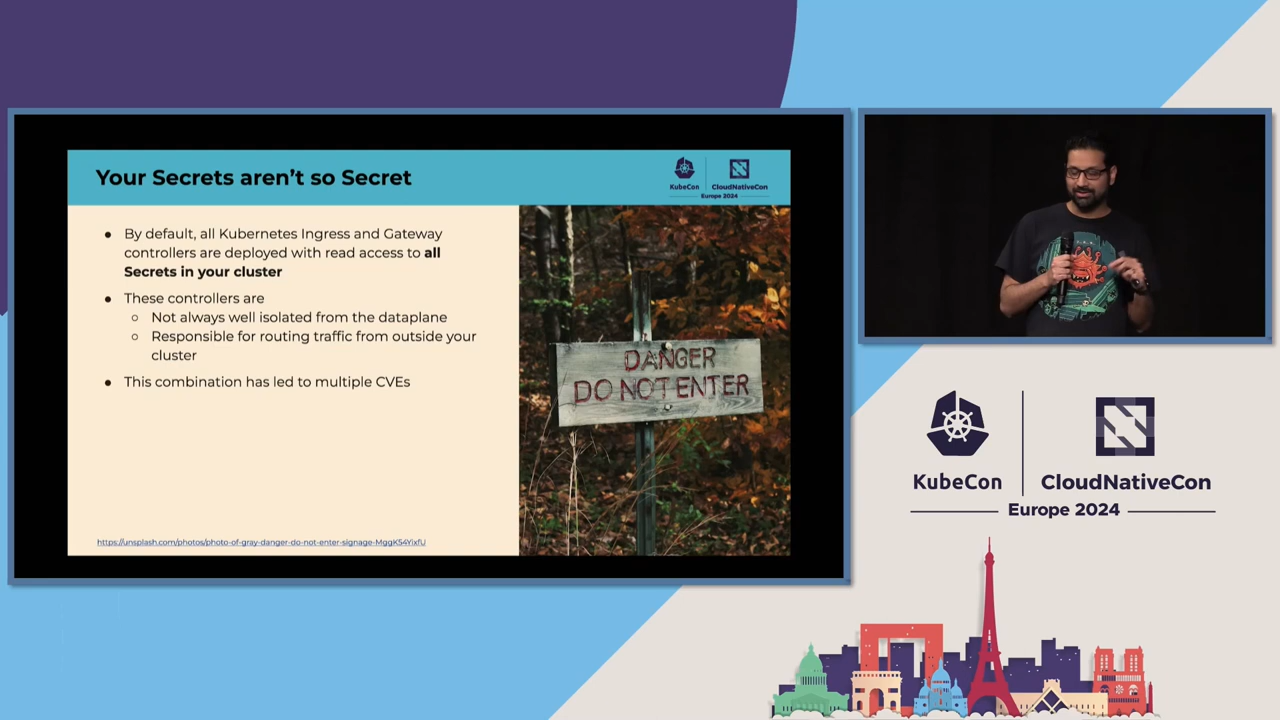 Your Secrets aren't so Secret
KubeCon
CloudNativeCon
Europe 2024
● By default, all Kubernetes Ingress and Gateway
controllers are deployed with read access to all
Secrets in your cluster
● These controllers are
○ Not always well isolated from the dataplane
○ Responsible for routing traffic from outside your
cluster
● This combination has led to multiple CVEs
https://unsplash.com/photos/photo-of-gray-danger-do-not-enter-signage-MggK54YixfU
DANGER
DO NOT ENTER
KubeCon
CloudNativeCon
Europe 2024